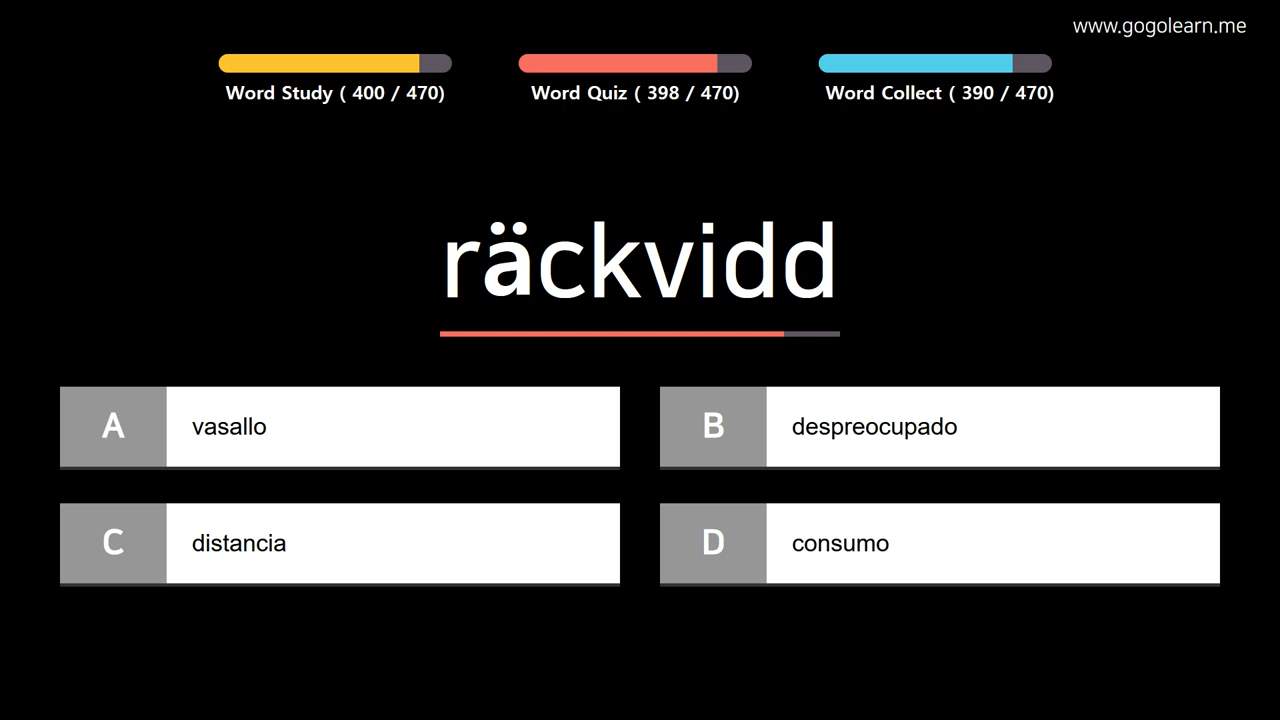 www.gogolearn.me
Word Study ( 400 / 470)
Word Quiz ( 398 / 470)
Word Collect ( 390 / 470)
räckvidd
A
vasallo
B
despreocupado
C
distancia
D
consumo